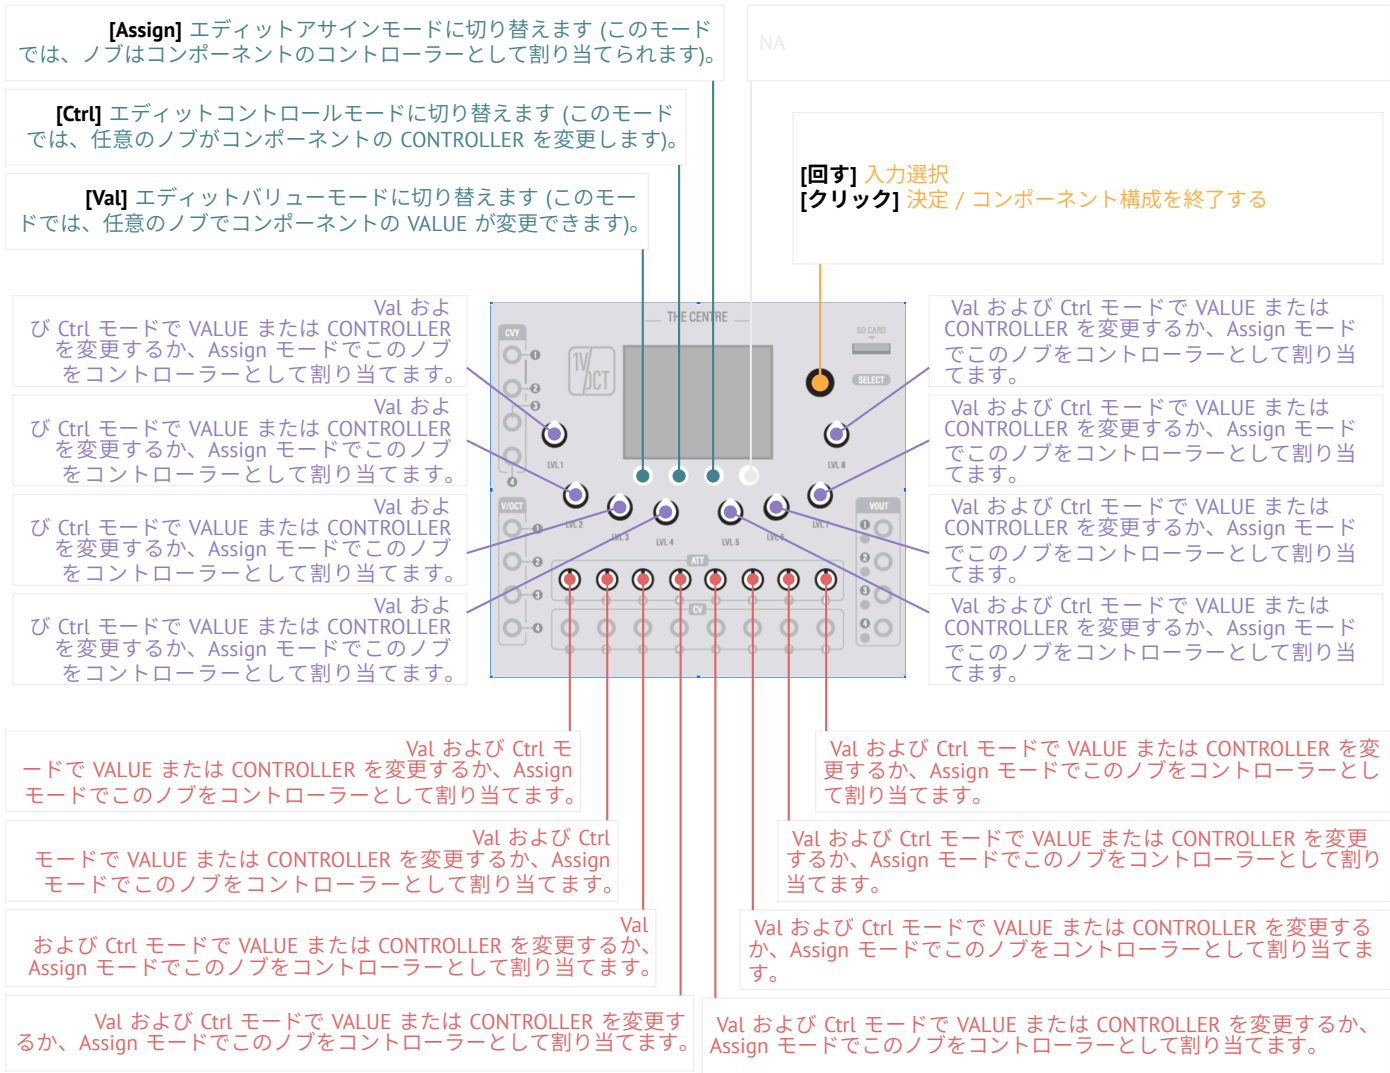 [Assign] エディットアサインモードに切り替えます (このモード
では、ノブはコンポーネントのコントローラーとして割り当てられます)。
NA
[Ctrl] エディットコントロールモードに切り替えます (このモード
では、任意のノブがコンポーネントの CONTROLLER を変更します)。
[回す] 入力選択
[クリック] 決定 / コンポーネント構成を終了する
[Val] エディットバリューモードに切り替えます (このモー
ドでは、任意のノブでコンポーネントの VALUE が変更できます)。
Val およ
び Ctrl モードで VALUE または CONTROLLER
を変更するか、Assign モードでこのノブ
をコントローラーとして割り当てます。
Val およ
び Ctrl モードで VALUE または CONTROLLER
を変更するか、Assign モードでこのノブ
をコントローラーとして割り当てます。
Val およ
び Ctrl モードで VALUE または CONTROLLER
を変更するか、Assign モードでこのノブ
をコントローラーとして割り当てます。
Val およ
び Ctrl モードで VALUE または CONTROLLER
を変更するか、Assign モードでこのノブ
をコントローラーとして割り当てます。
THE CENTRE
CVY
1
2
3
4
1V/OCT
SD CARD
SELECT
LVL 1
LVL 2
LVL 3
LVL 4
LVL 5
LVL 6
LVL 7
LVL 8
V/OCT
1
2
3
4
VOUT
1
2
3
4
ATT
CV
Val および Ctrl モードで VALUE または
CONTROLLER を変更するか、Assign モード
でこのノブをコントローラーとして割り当
てます。
Val および Ctrl モードで VALUE または
CONTROLLER を変更するか、Assign モード
でこのノブをコントローラーとして割り当
てます。
Val および Ctrl モードで VALUE または
CONTROLLER を変更するか、Assign モード
でこのノブをコントローラーとして割り当
てます。
Val および Ctrl モードで VALUE または
CONTROLLER を変更するか、Assign モード
でこのノブをコントローラーとして割り当
てます。
Val および Ctrl モ
ードで VALUE または CONTROLLER を変更するか、Assign
モードでこのノブをコントローラーとして割り当てます。
Val および Ctrl
モードで VALUE または CONTROLLER を変更するか、Assign
モードでこのノブをコントローラーとして割り当てます。
Val
および Ctrl モードで VALUE または CONTROLLER を変更するか、
Assign モードでこのノブをコントローラーとして割り当てます。
Val および Ctrl モードで VALUE または CONTROLLER を変更す
るか、Assign モードでこのノブをコントローラーとして割り当てます。
Val および Ctrl モードで VALUE または CONTROLLER を変
更するか、Assign モードでこのノブをコントローラーとし
て割り当てます。
Val および Ctrl モードで VALUE または CONTROLLER を変更
するか、Assign モードでこのノブをコントローラーとして割り
当てます。
Val および Ctrl モードで VALUE または CONTROLLER を変更する
か、Assign モードでこのノブをコントローラーとして割り当てま
す。
Val および Ctrl モードで VALUE または CONTROLLER を変更するか、
Assign モードでこのノブをコントローラーとして割り当てます。